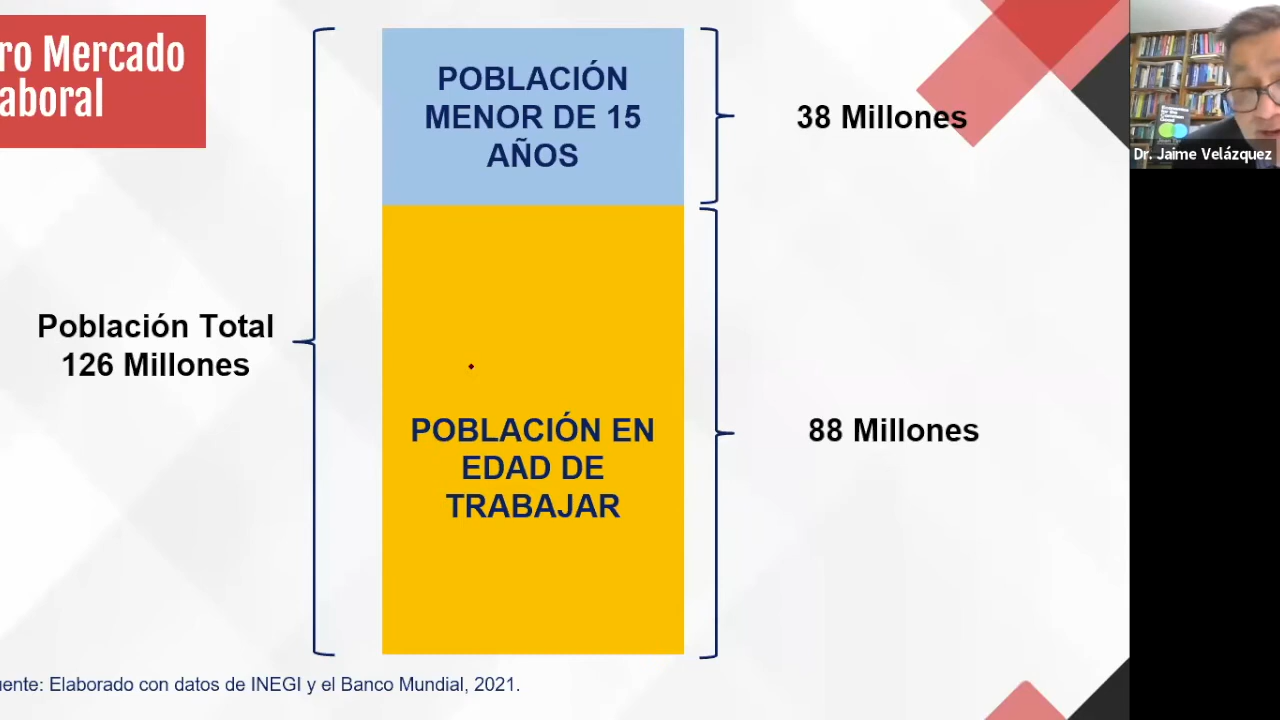 ro Mercado
aboral
POBLACIÓN
MENOR DE 15
AÑOS
38 Millones
Dr. Jaime Velázquez
Población Total
126 Millones
POBLACIÓN EN
EDAD DE
TRABAJAR
88 Millones
uente: Elaborado con datos de INEGI y el Banco Mundial, 2021.